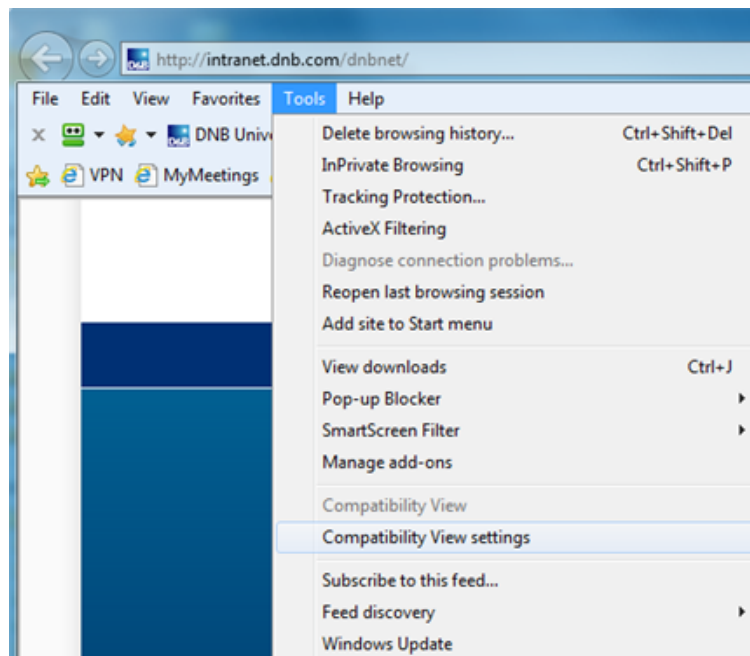 http://intranet.dnb.com/dnbnet/
File Edit View Favorites Tools Help
x DNB Unive
VPN MyMeetings
Delete browsing history... Ctrl+Shift+Del
InPrivate Browsing Ctrl+Shift+P
Tracking Protection...
ActiveX Filtering
Diagnose connection problems...
Reopen last browsing session
Add site to Start menu
View downloads Ctrl+J
Pop-up Blocker
SmartScreen Filter
Manage add-ons
Compatibility View
Compatibility View settings
Subscribe to this feed...
Feed discovery
Windows Update